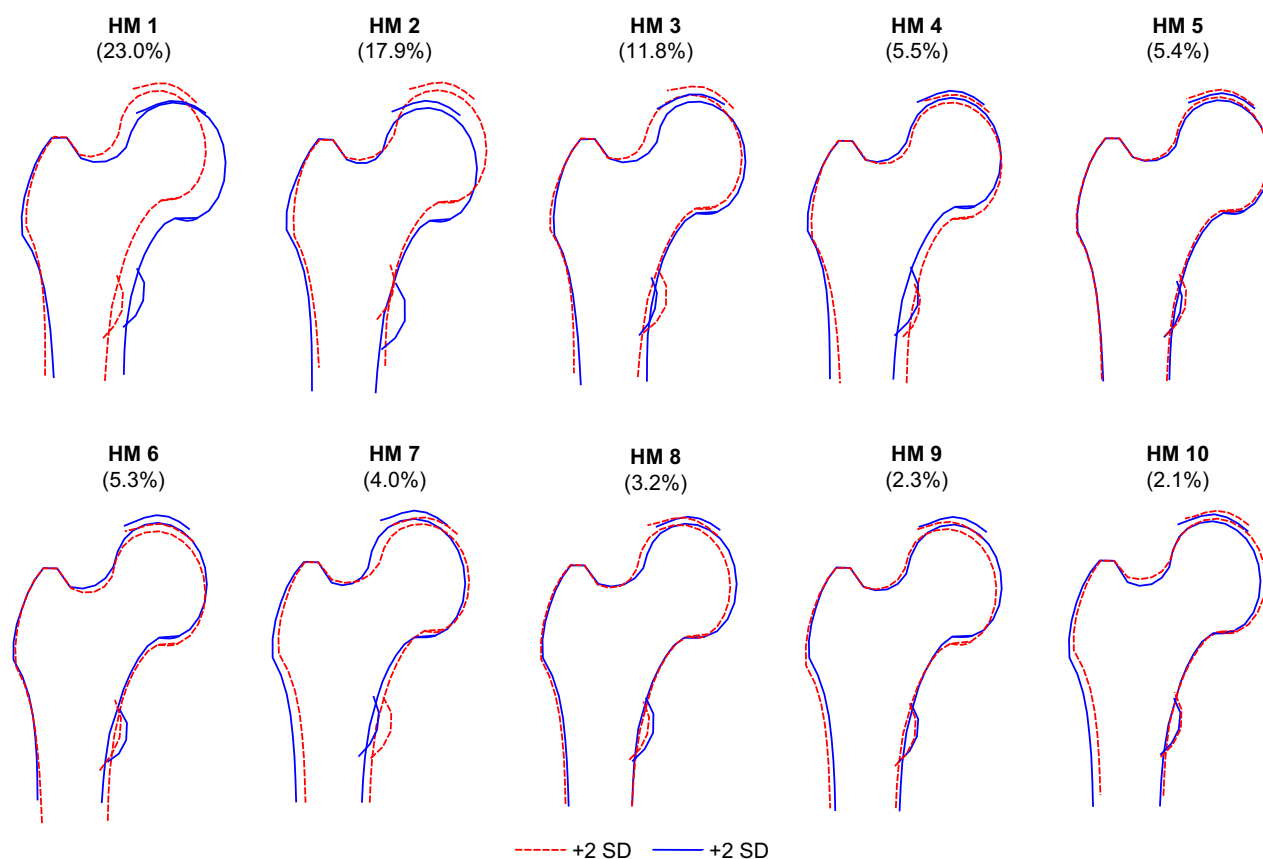 HM 1
(23.0%)
HM 2
(17.9%)
HM 3
(11.8%)
HM 4
(5.5%)
HM 5
(5.4%)
HM 6
(5.3%)
HM 7
(4.0%)
HM 8
(3.2%)
HM 9
(2.3%)
HM 10
(2.1%)
+2 SD
+2 SD